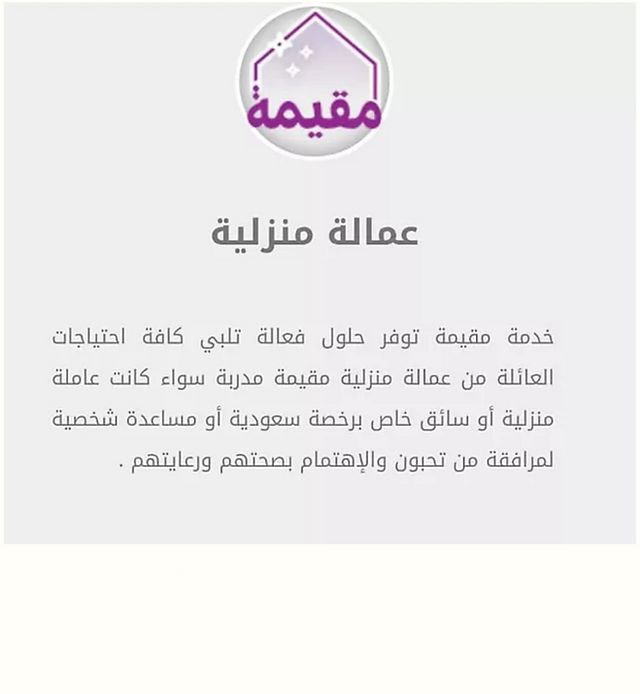 مقيمة
عمالة منزلية
خدمة مقيمة توفر حلول فعالة تلبي كافة احتياجات
العائلة من عمالة منزلية مقيمة مدربة سواء كانت عاملة
منزلية أو سائق خاص برخصة سعودية أو مساعدة شخصية
لمرافقة من تحبون والإهتمام بصحتهم ورعايتهم .